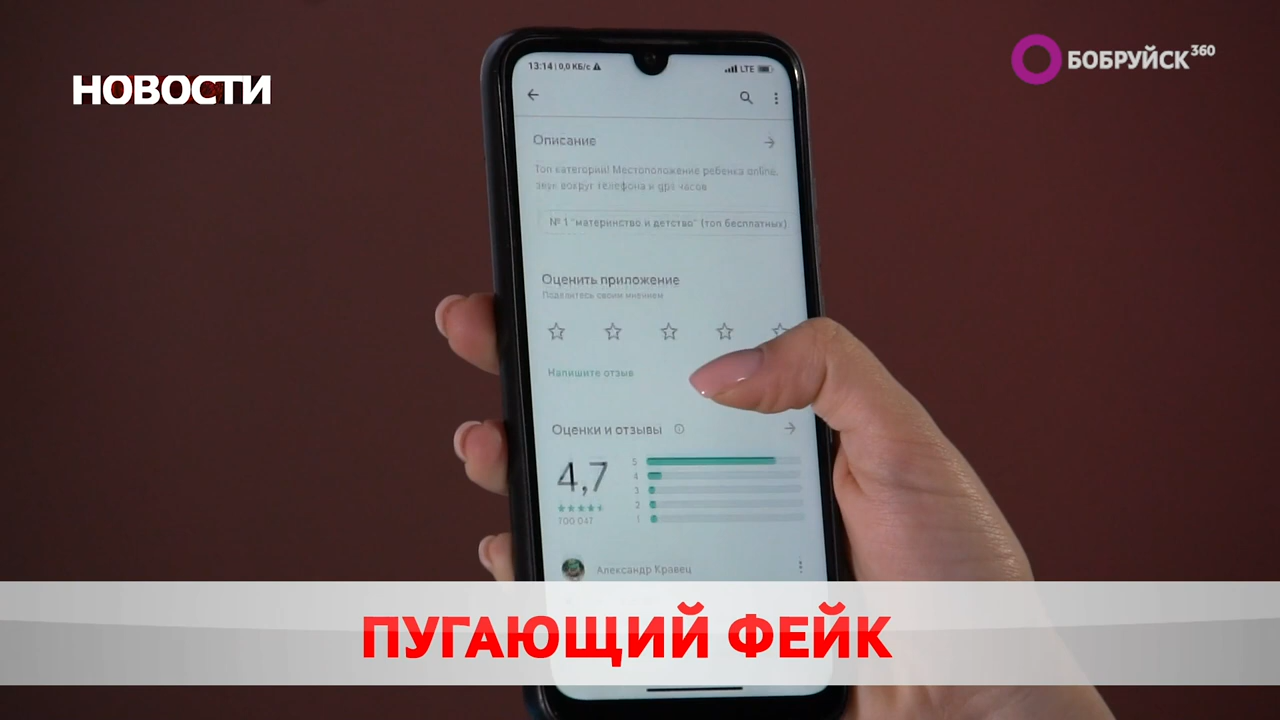 НОВОСТИ
БОБРУЙСК 360
13:14 | 0,0 КБ/с
LTE
Описание
Топ категории! Местоположение ребенка online,
звук вокруг телефона и gps часов
№ 1 "материнство и детство" (топ бесплатных)
Оценить приложение
Поделитесь своим мнением
Напишите отзыв
Оценки и отзывы
4,7
5
4
3
2
1
700 047
Александр Кравец
ПУГАЮЩИЙ ФЕЙК